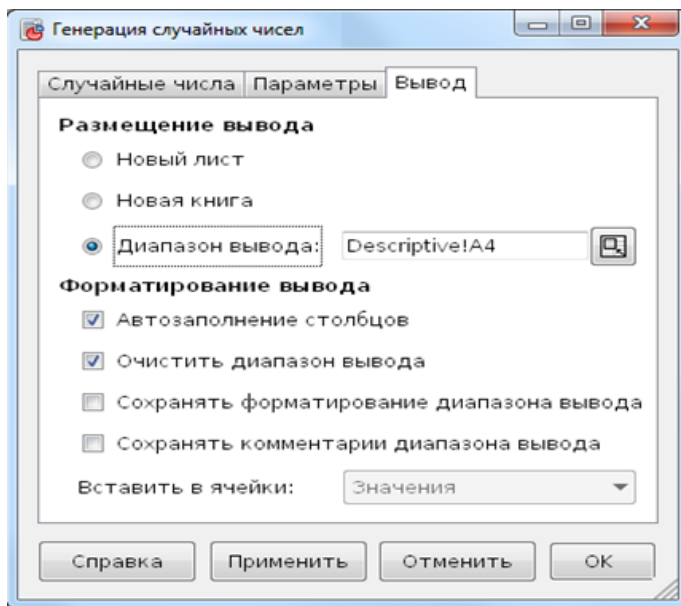 Генерация случайных чисел
Случайные числа Параметры Вывод
Размещение вывода
Новый лист
Новая книга
Диапазон вывода: Descriptive!A4
Форматирование вывода
Автозаполнение столбцов
Очистить диапазон вывода
Сохранять форматирование диапазона вывода
Сохранять комментарии диапазона вывода
Вставить в ячейки: Значения
Справка Применить Отменить OK